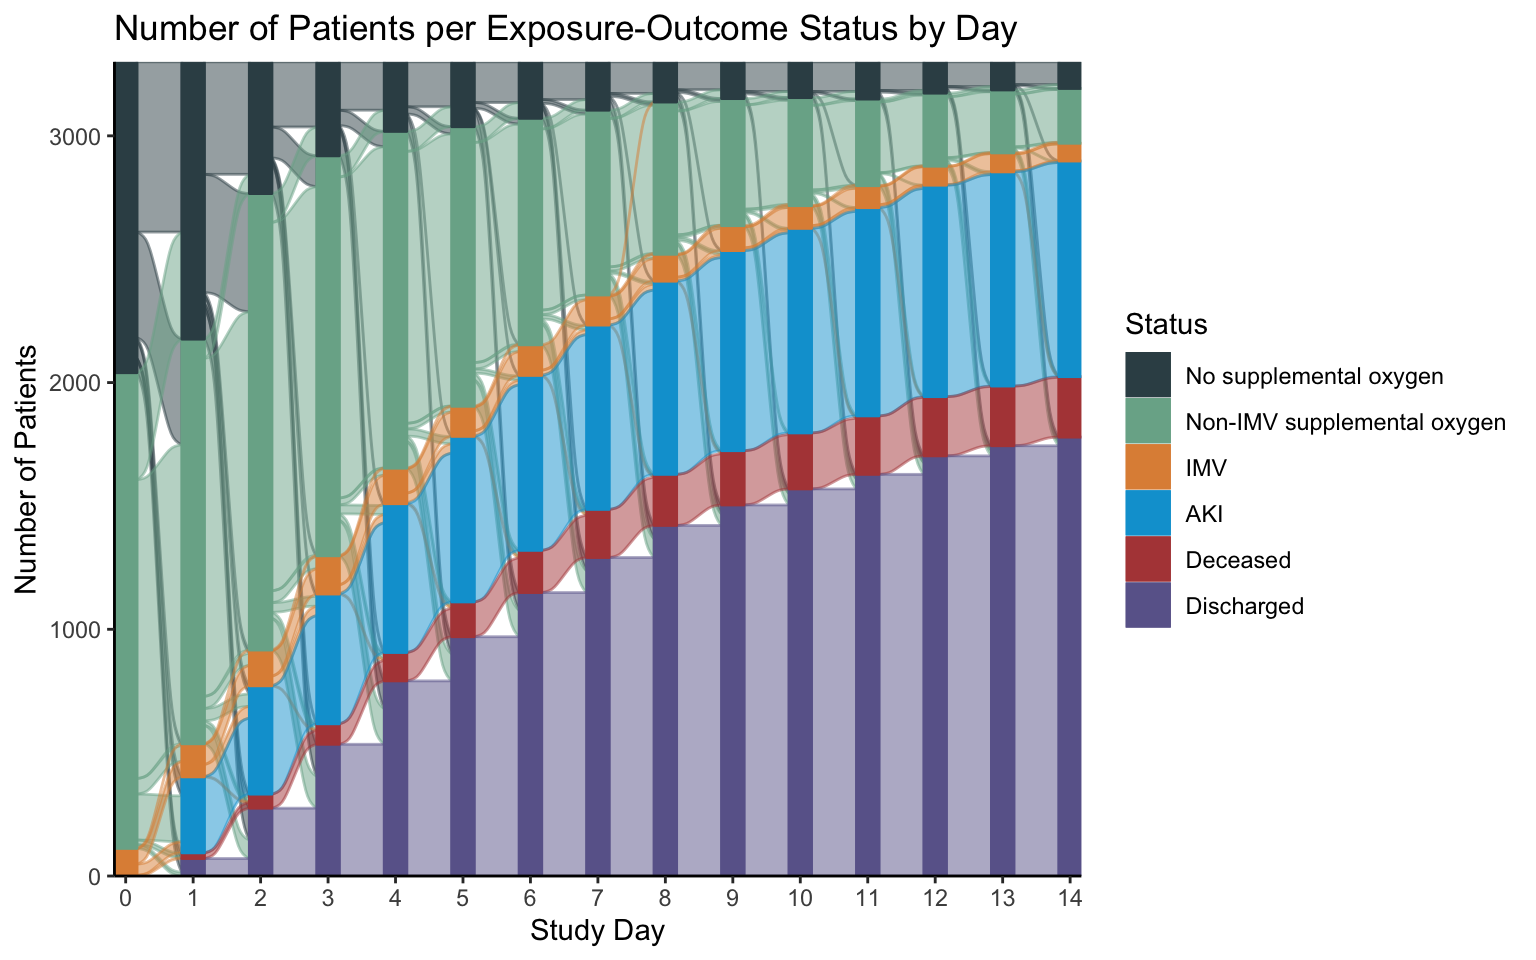 Number of Patients per Exposure-Outcome Status by Day
Number of Patients
3000
2000
1000
0
0 1 2 3 4 5 6 7 8 9 10 11 12 13 14
Study Day
Status
No supplemental oxygen
Non-IMV supplemental oxygen
IMV
AKI
Deceased
Discharged